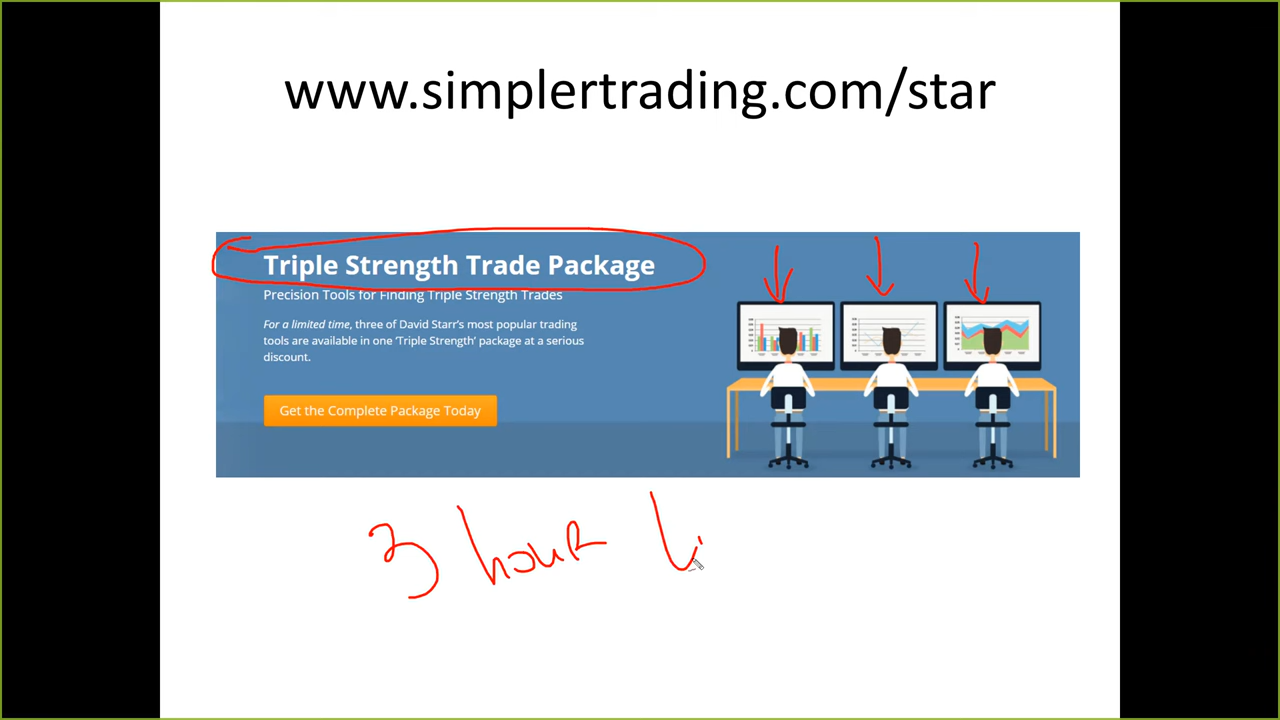 www.simplertrading.com/star
Triple Strength Trade Package
Precision Tools for Finding Triple Strength Trades
For a limited time, three of David Starr's most popular trading
tools are available in one 'Triple Strength' package at a serious
discount.
Get the Complete Package Today
3 hour